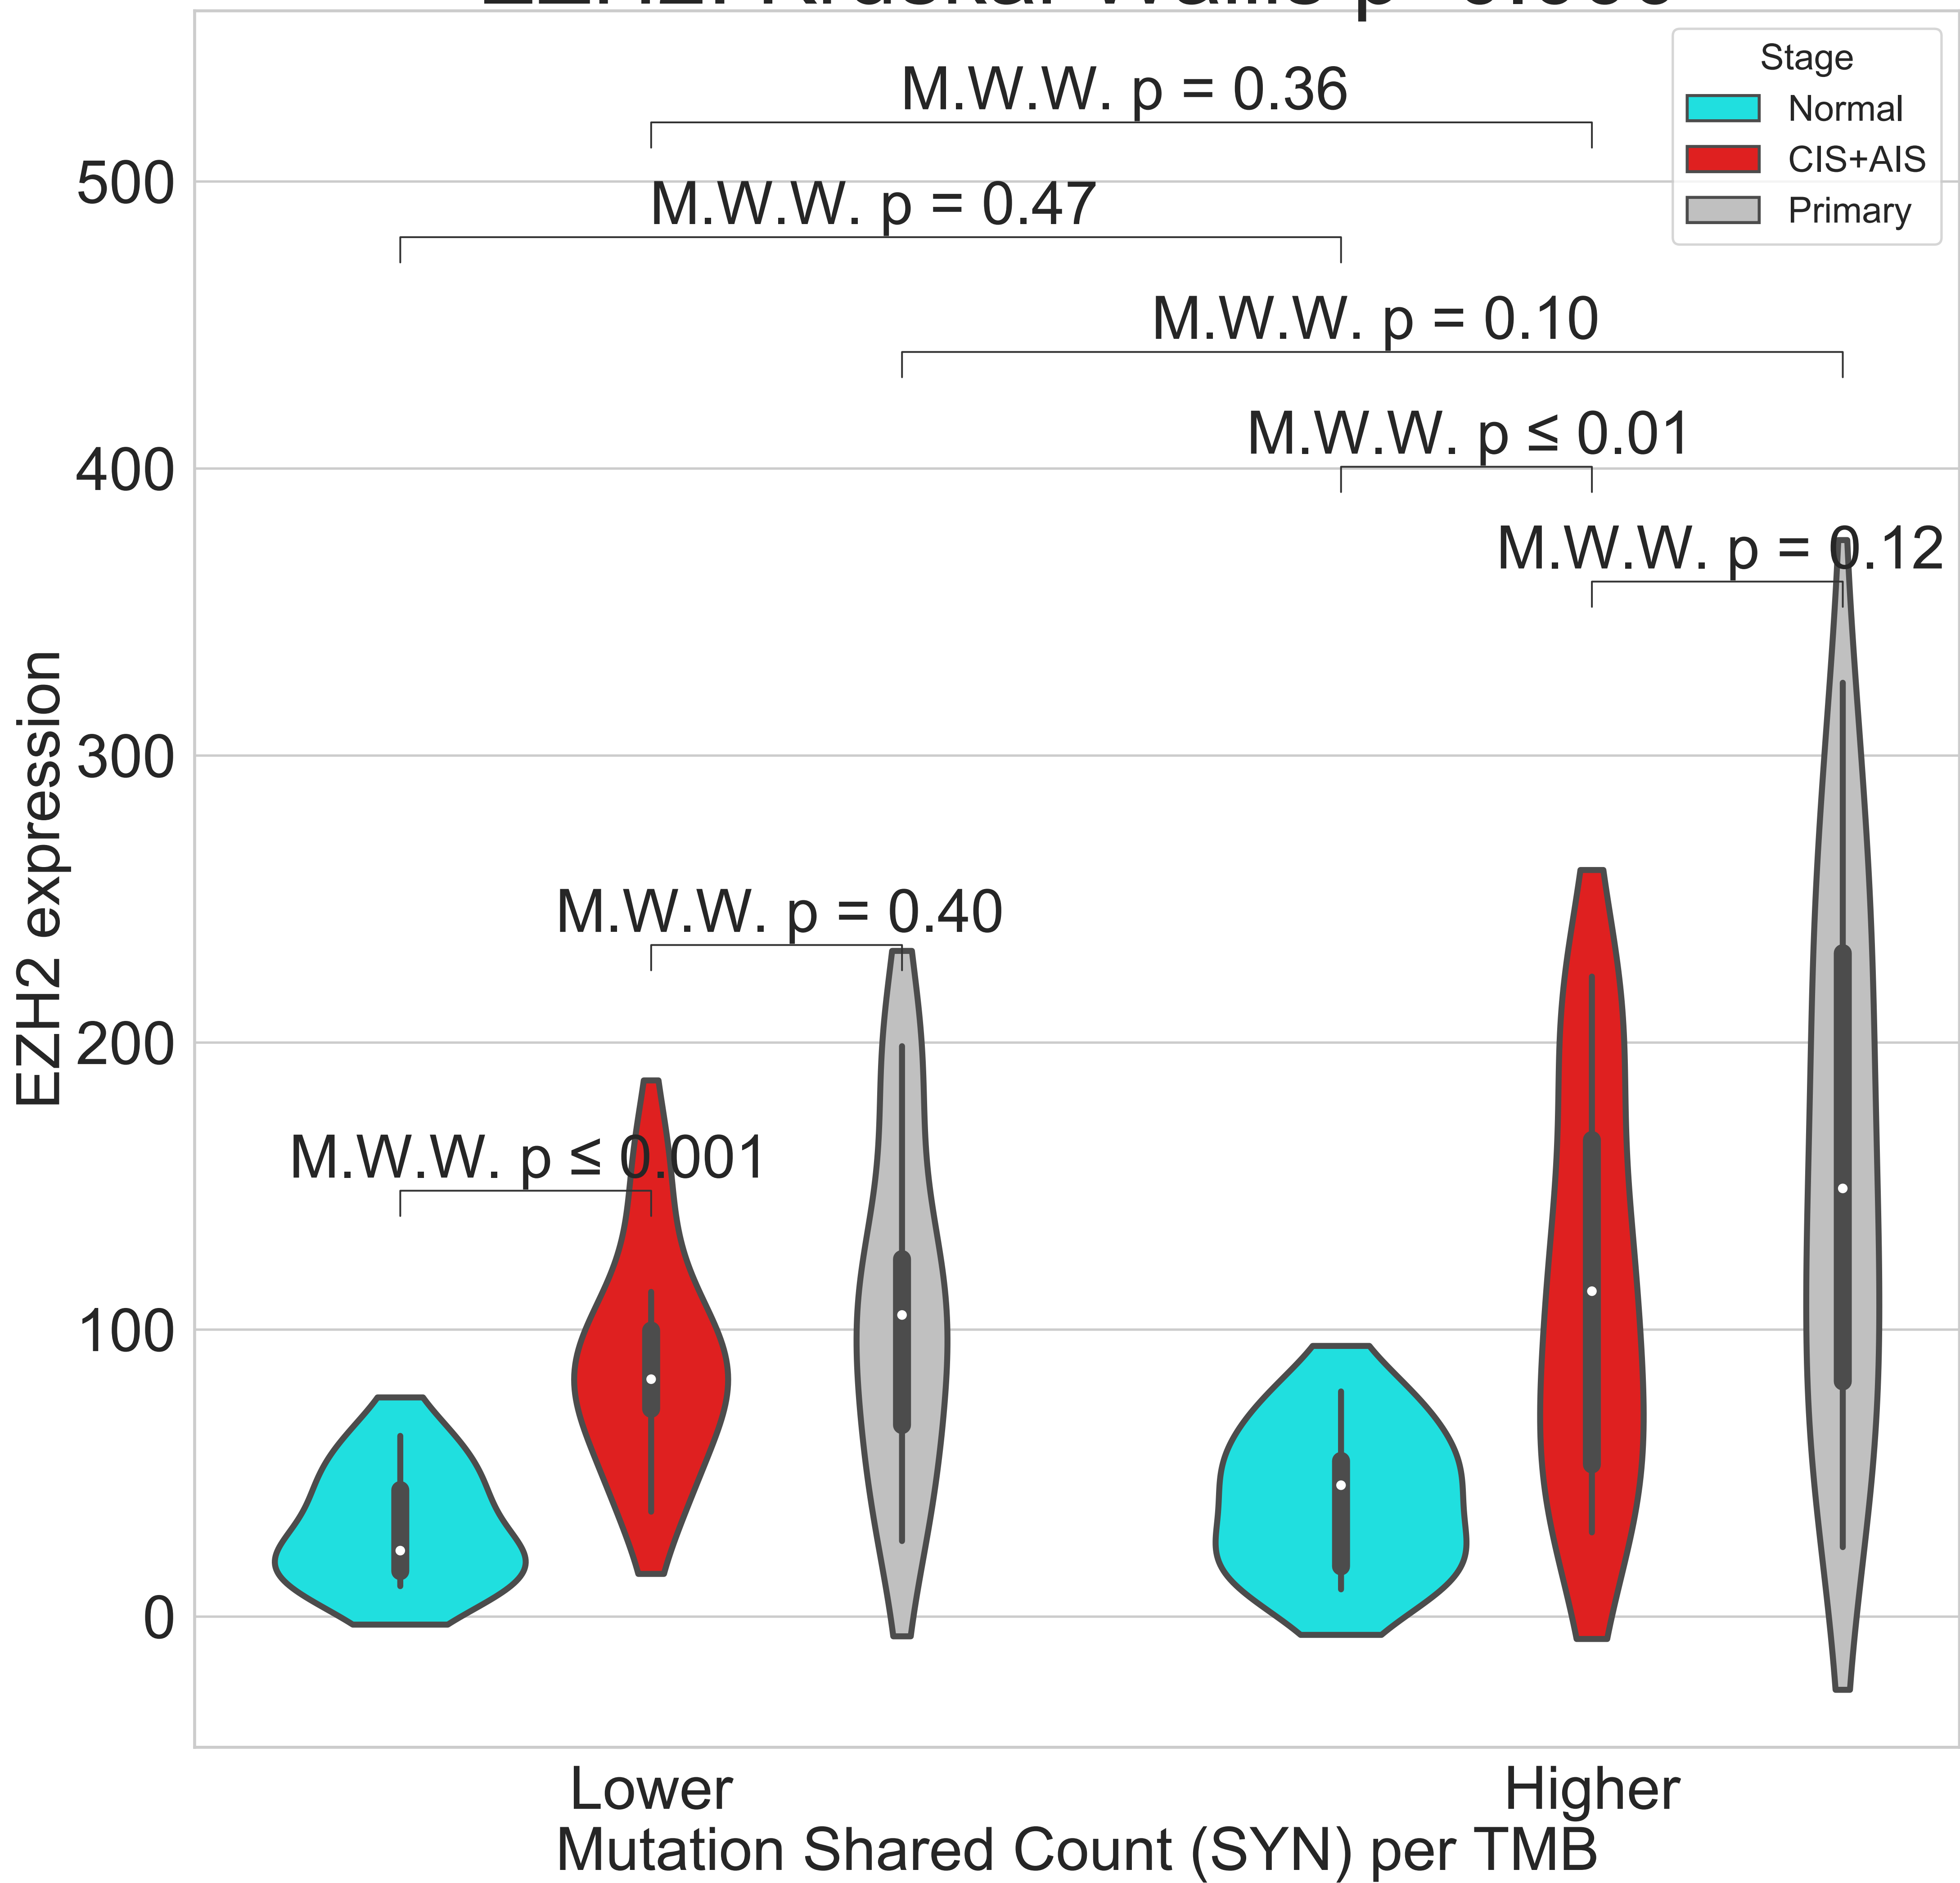 Stage
Normal
CIS+AIS
Primary
M.W.W. p = 0.36
M.W.W. p = 0.47
M.W.W. p = 0.10
M.W.W. p ≤ 0.01
M.W.W. p = 0.12
M.W.W. p = 0.40
M.W.W. p ≤ 0.001
EZH2 expression
500
400
300
200
100
0
Lower
Higher
Mutation Shared Count (SYN) per TMB